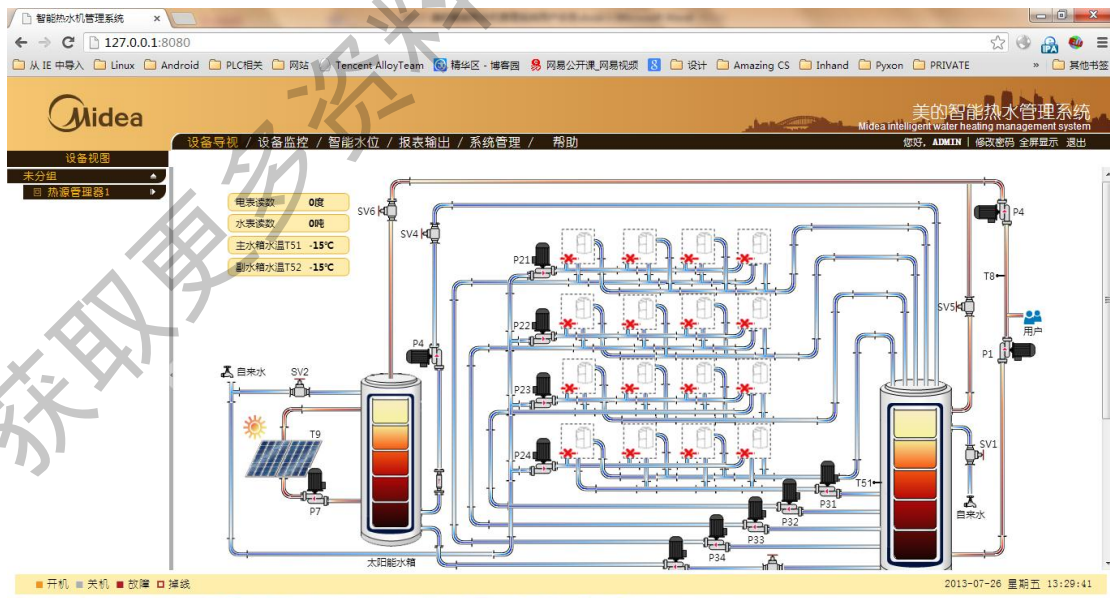 智能热水机管理系统
127.0.0.1:8080
从 IE 中导入 Linux Android PLC相关 网站 Tencent AlloyTeam 精华区 - 博客园 网易公开课_网易视频 设计 Amazing CS Inhand Pyxon PRIVATE » 其他书签
Midea
美的智能热水管理系统
Midea intelligent water heating management system
设备导视 / 设备监控 / 智能水位 / 报表输出 / 系统管理 / 帮助
您好, ADMIN | 修改密码 全屏显示 退出
设备视图
未分组
热源管理器1
电表读数 0度
水表读数 0吨
主水箱水温T51 -15℃
副水箱水温T52 -15℃
SV6
SV4
P21
P22
P23
P24
P4
T8
SV5
用户
P1
P4
自来水
SV2
T9
P7
太阳能水箱
SV1
T51
自来水
P31
P32
P33
P34
开机 关机 故障 掉线
2013-07-26 星期五 13:29:41
获取更多资料